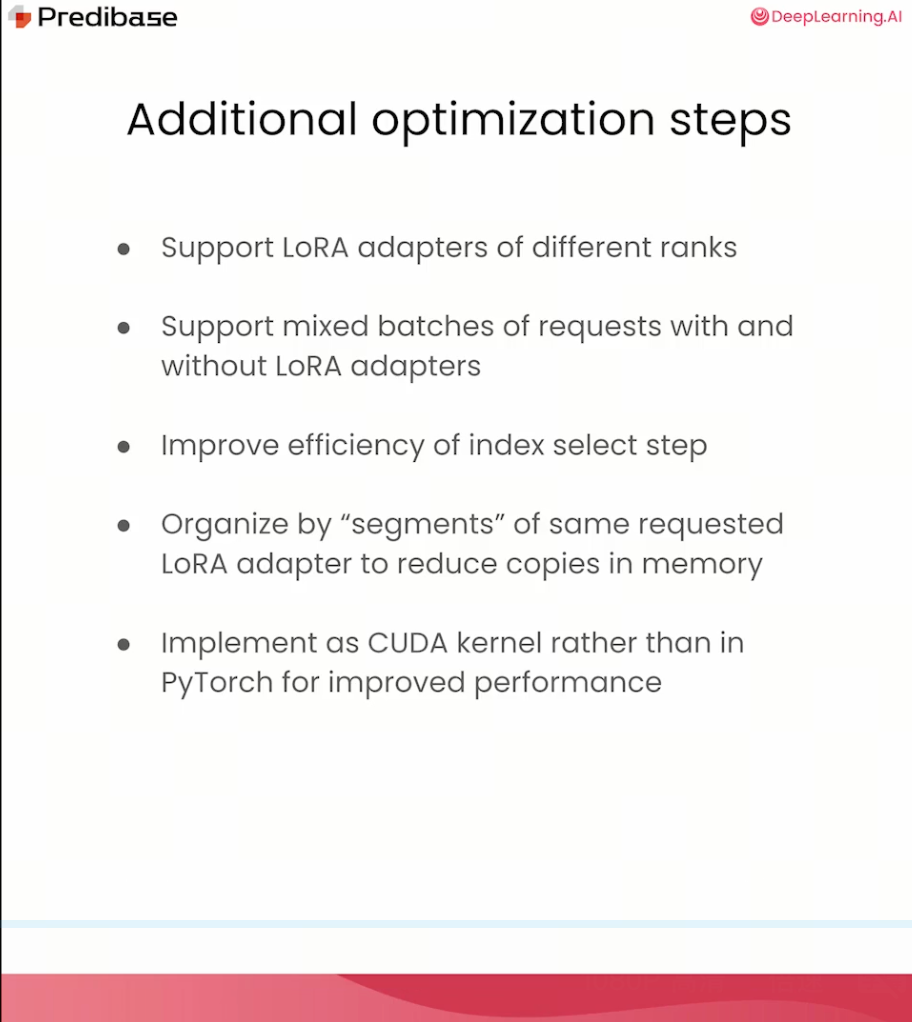 Predibase
DeepLearning.AI
Additional optimization steps
● Support LoRA adapters of different ranks
● Support mixed batches of requests with and
without LoRA adapters
● Improve efficiency of index select step
● Organize by “segments” of same requested
LoRA adapter to reduce copies in memory
● Implement as CUDA kernel rather than in
PyTorch for improved performance